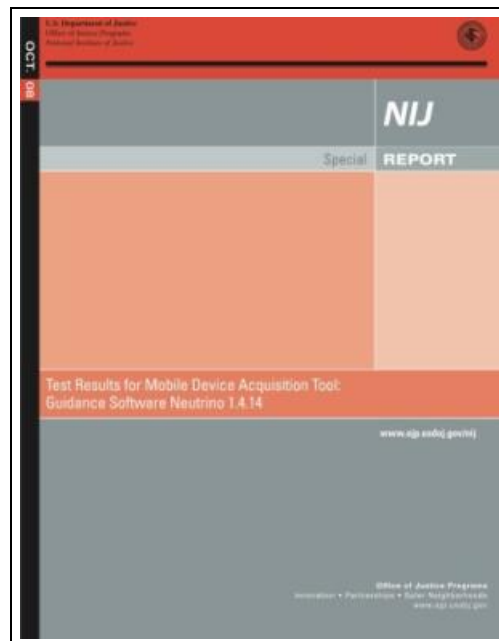 U.S. Department of Justice
Office of Justice Programs
National Institute of Justice
OCT. 08
NIJ
Special REPORT
Test Results for Mobile Device Acquisition Tool:
Guidance Software Neutrino 1.4.14
www.ojp.usdoj.gov/nij
Office of Justice Programs
Innovation • Partnerships • Safer Neighborhoods
www.ojp.usdoj.gov